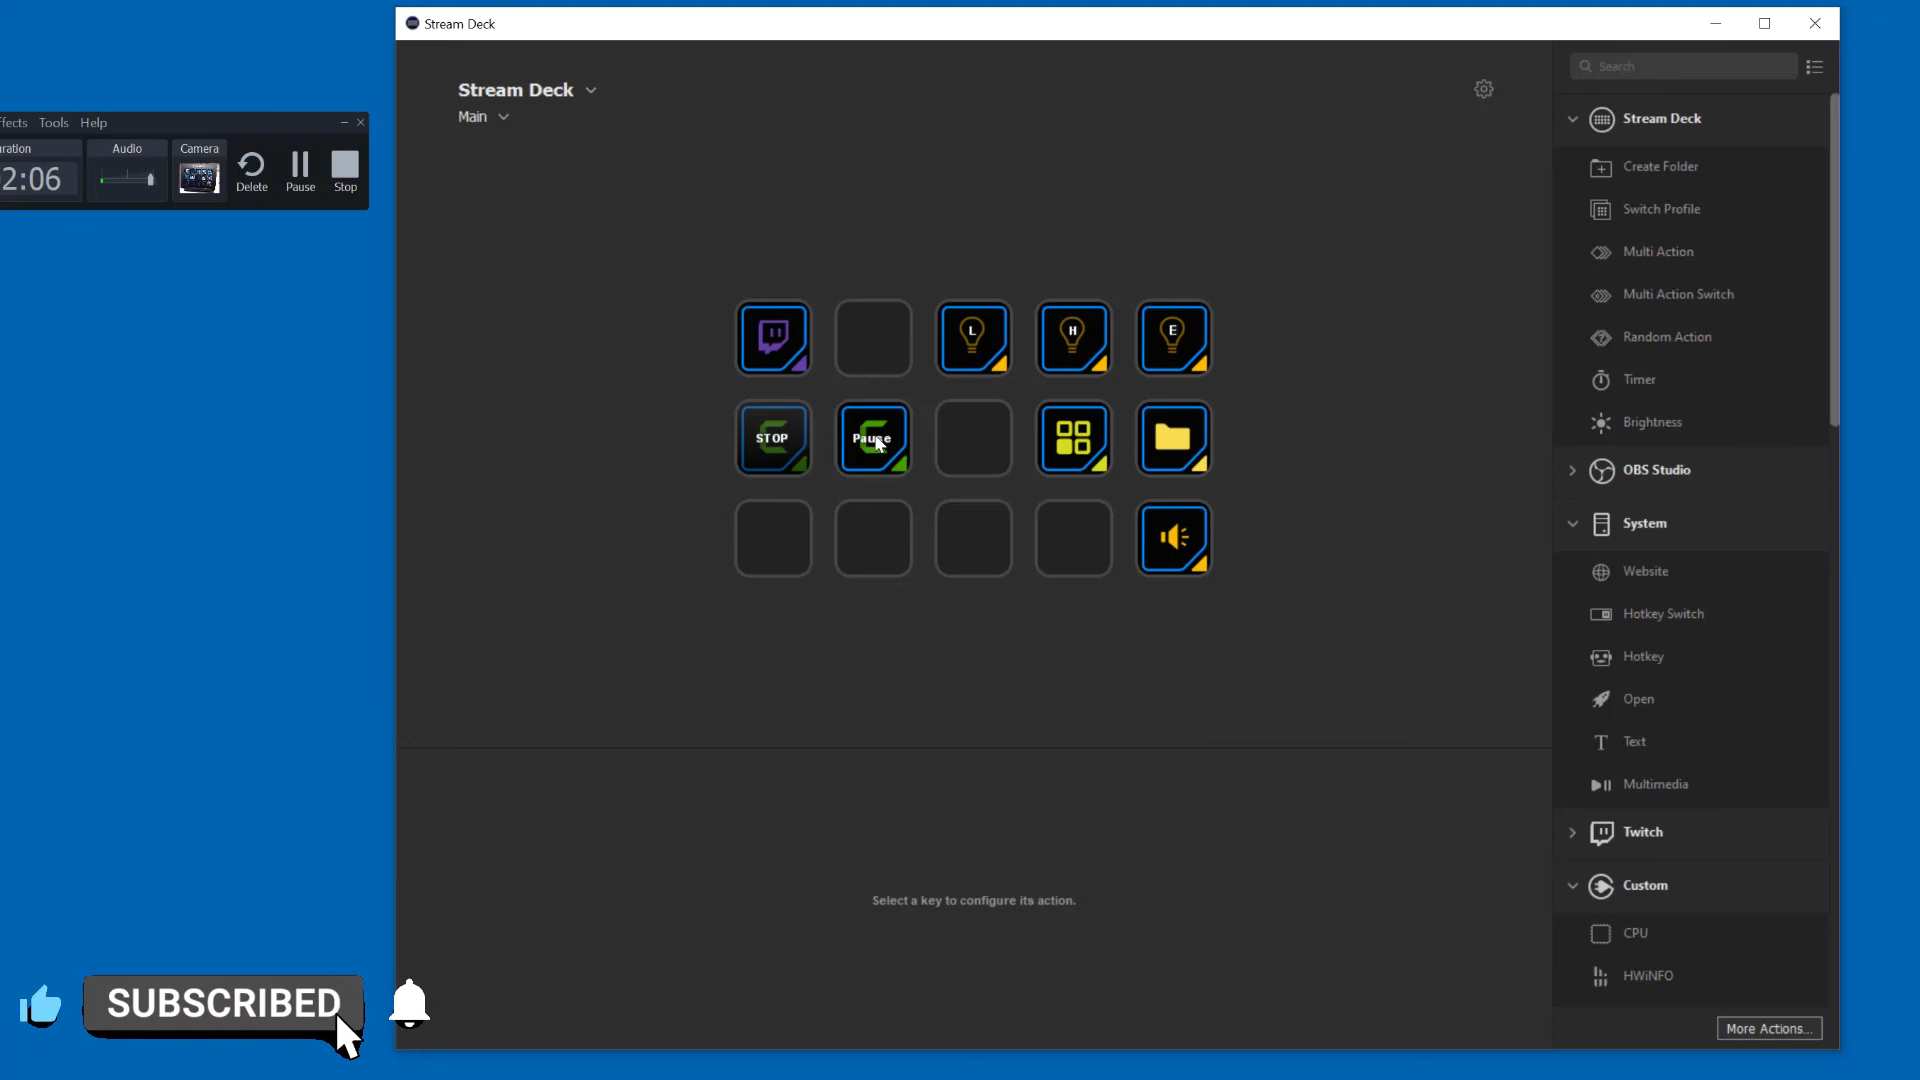 Stream Deck
Stream Deck
Main
ffects Tools Help
uration
2:06
Audio
Camera
Delete
Pause
Stop
L
H
E
STOP
Pause
Select a key to configure its action.
Search
Stream Deck
Create Folder
Switch Profile
Multi Action
Multi Action Switch
Random Action
Timer
Brightness
OBS Studio
System
Website
Hotkey Switch
Hotkey
Open
Text
Multimedia
Twitch
Custom
CPU
HWiNFO
More Actions...
SUBSCRIBED